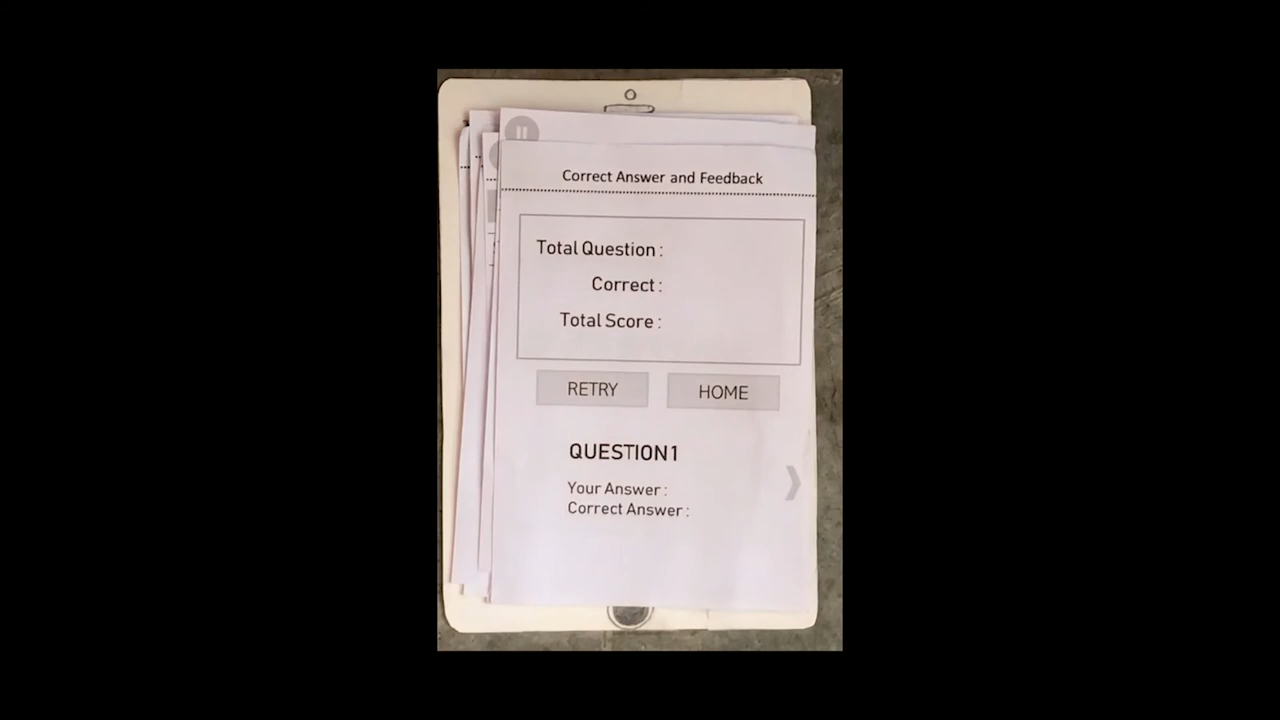 Correct Answer and Feedback
Total Question :
Correct :
Total Score :
RETRY
HOME
QUESTION1
Your Answer :
Correct Answer :